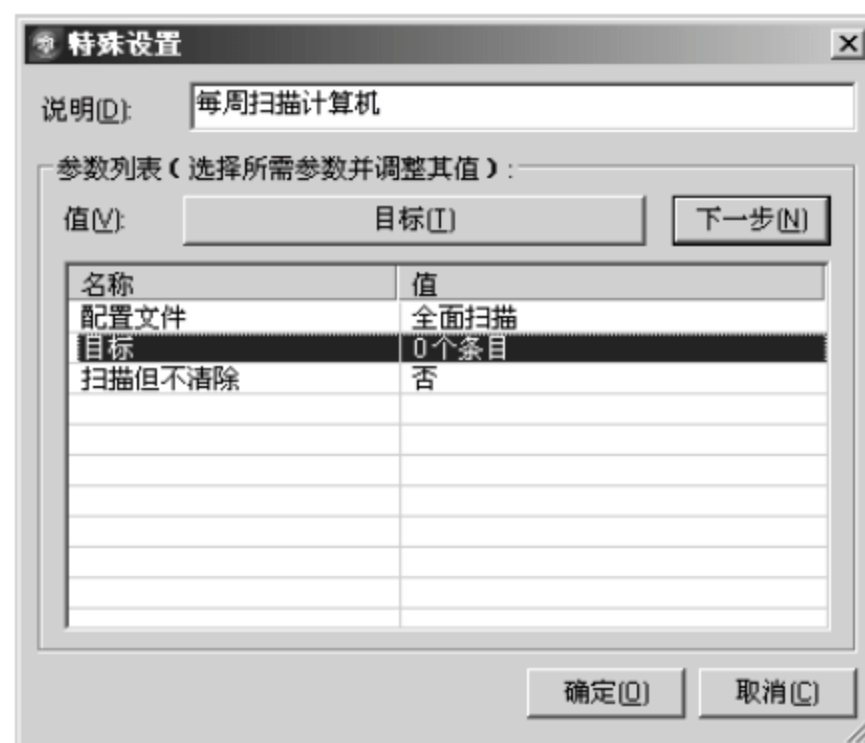 特殊设置
说明(D): 每周扫描计算机
参数列表(选择所需参数并调整其值):
值(V): 目标(T) 下一步(N)
名称 值
配置文件 全面扫描
目标 0个条目
扫描但不清除 否
确定(O) 取消(C)